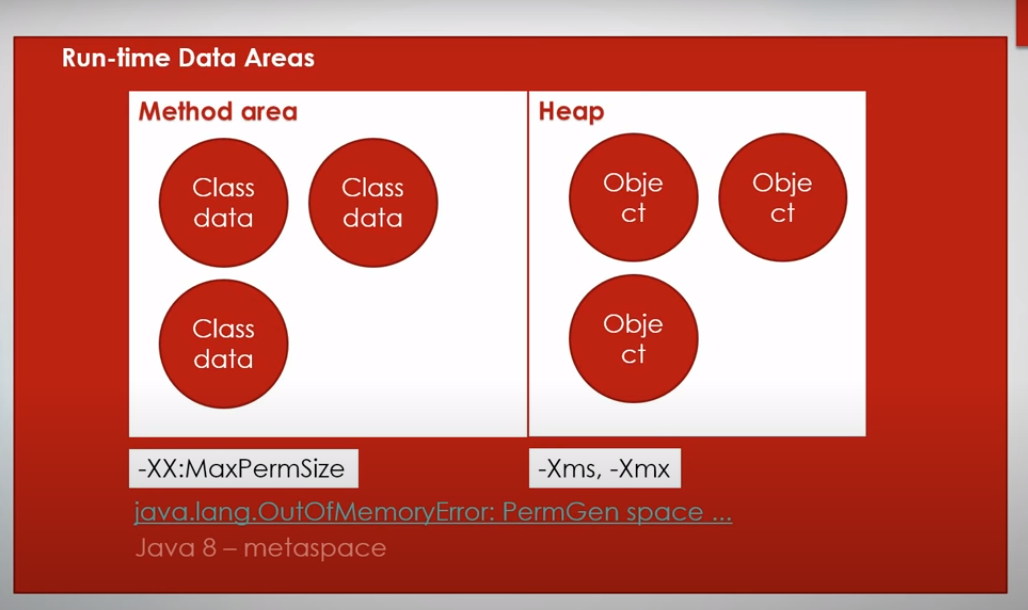 Run-time Data Areas
Method area
Class
data
Class
data
Class
data
Heap
Obje
ct
Obje
ct
Obje
ct
-XX:MaxPermSize
-Xms, -Xmx
java.lang.OutOfMemoryError: PermGen space ...
Java 8 – metaspace